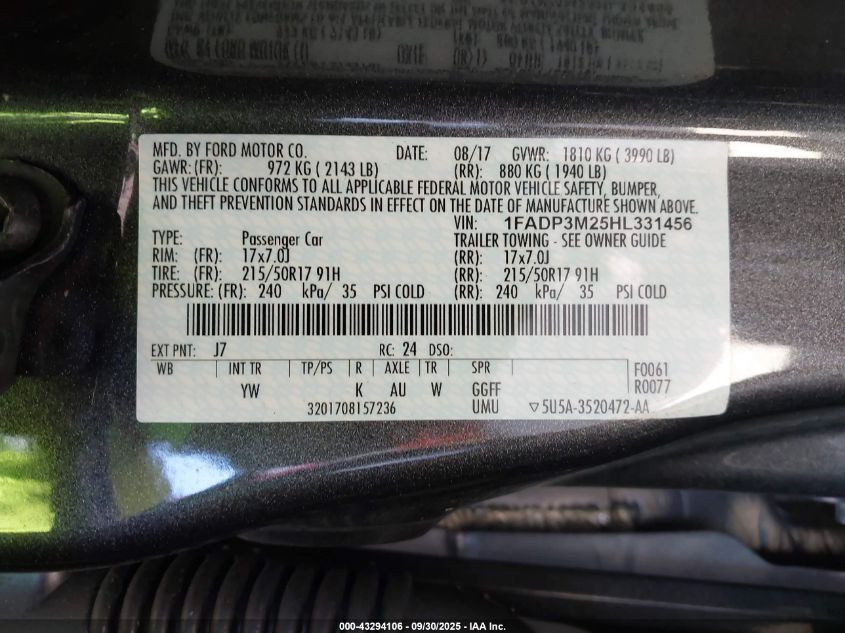 MFD. BY FORD MOTOR CO. DATE: 08/17 GVWR: 1810 KG ( 3990 LB)
GAWR: (FR): 972 KG ( 2143 LB) (RR): 880 KG ( 1940 LB)
THIS VEHICLE CONFORMS TO ALL APPLICABLE FEDERAL MOTOR VEHICLE SAFETY, BUMPER,
AND THEFT PREVENTION STANDARDS IN EFFECT ON THE DATE OF MANUFACTURE SHOWN ABOVE.
VIN: 1FADP3M25HL331456
TYPE: Passenger Car TRAILER TOWING - SEE OWNER GUIDE
RIM: (FR): 17x7.0J (RR): 17x7.0J
TIRE: (FR): 215/50R17 91H (RR): 215/50R17 91H
PRESSURE: (FR): 240 kPa/ 35 PSI COLD (RR): 240 kPa/ 35 PSI COLD
EXT PNT: J7 RC: 24 DSO:
WB INT TR TP/PS R AXLE TR SPR F0061
YW K AU W GGFF R0077
3201708157236 UMU ▽5U5A-3520472-AA
000-43294106 - 09/30/2025 - IAA Inc.